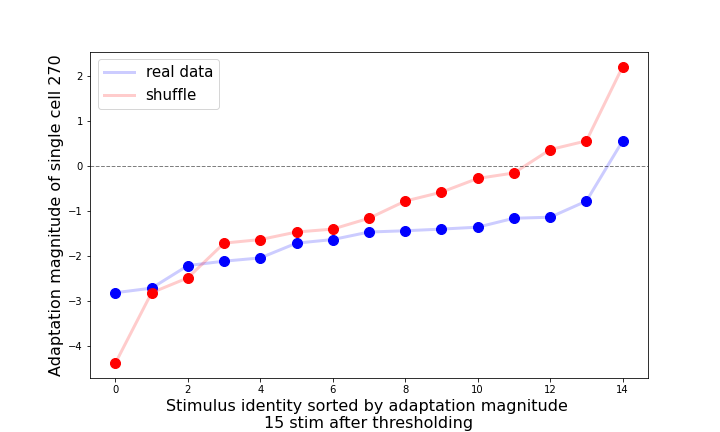 real data
shuffle
Adaptation magnitude of single cell 270
2
1
0
−1
−2
−3
−4
0 2 4 6 8 10 12 14
Stimulus identity sorted by adaptation magnitude
15 stim after thresholding